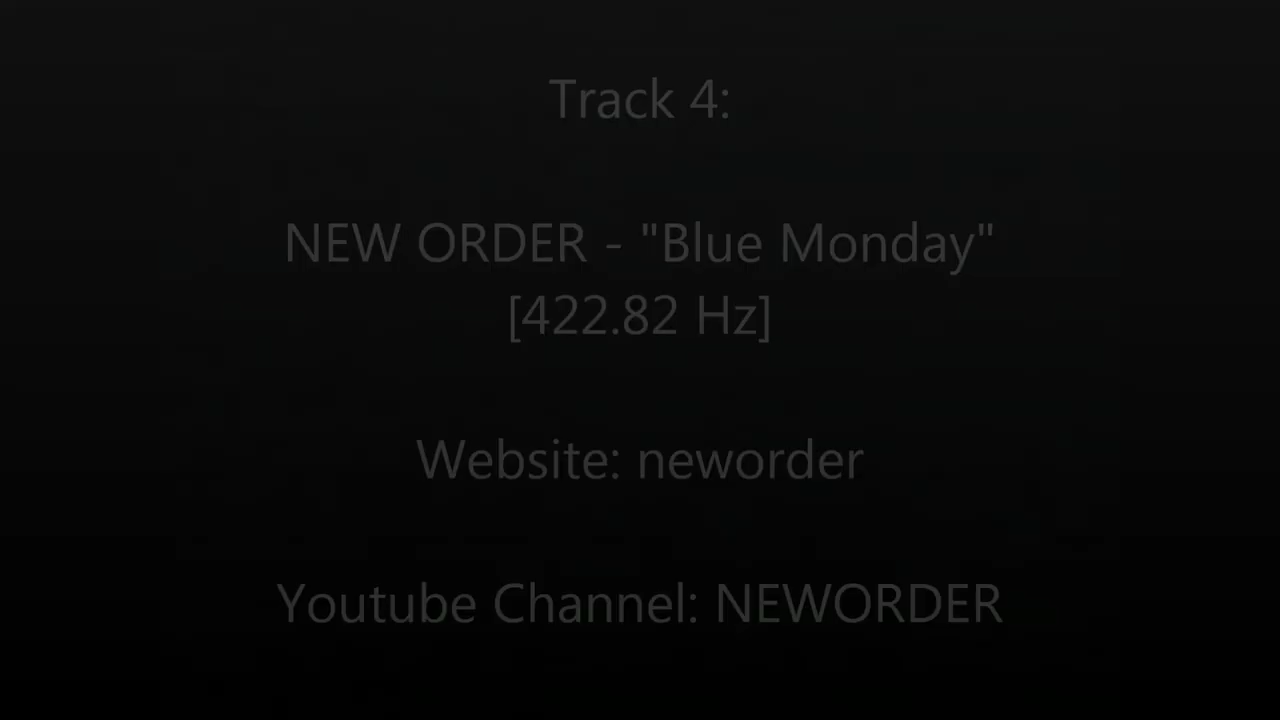 Track 4:
NEW ORDER - "Blue Monday"
[422.82 Hz]
Website: neworder
Youtube Channel: NEWORDER